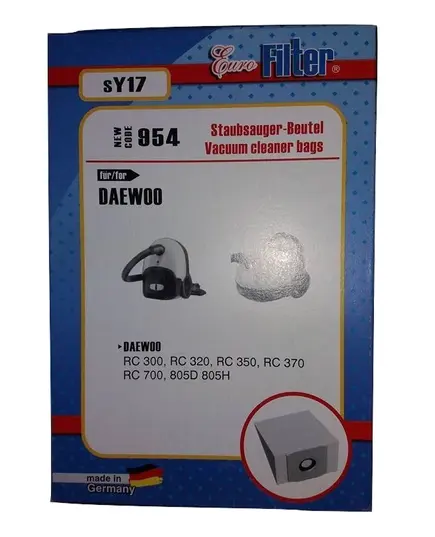 Euro Filter®
sY17
NEW CODE 954
Staubsauger-Beutel
Vacuum cleaner bags
für/for
DAEWOO
DAEWOO
RC 300, RC 320, RC 350, RC 370
RC 700, 805D 805H
made in
Germany